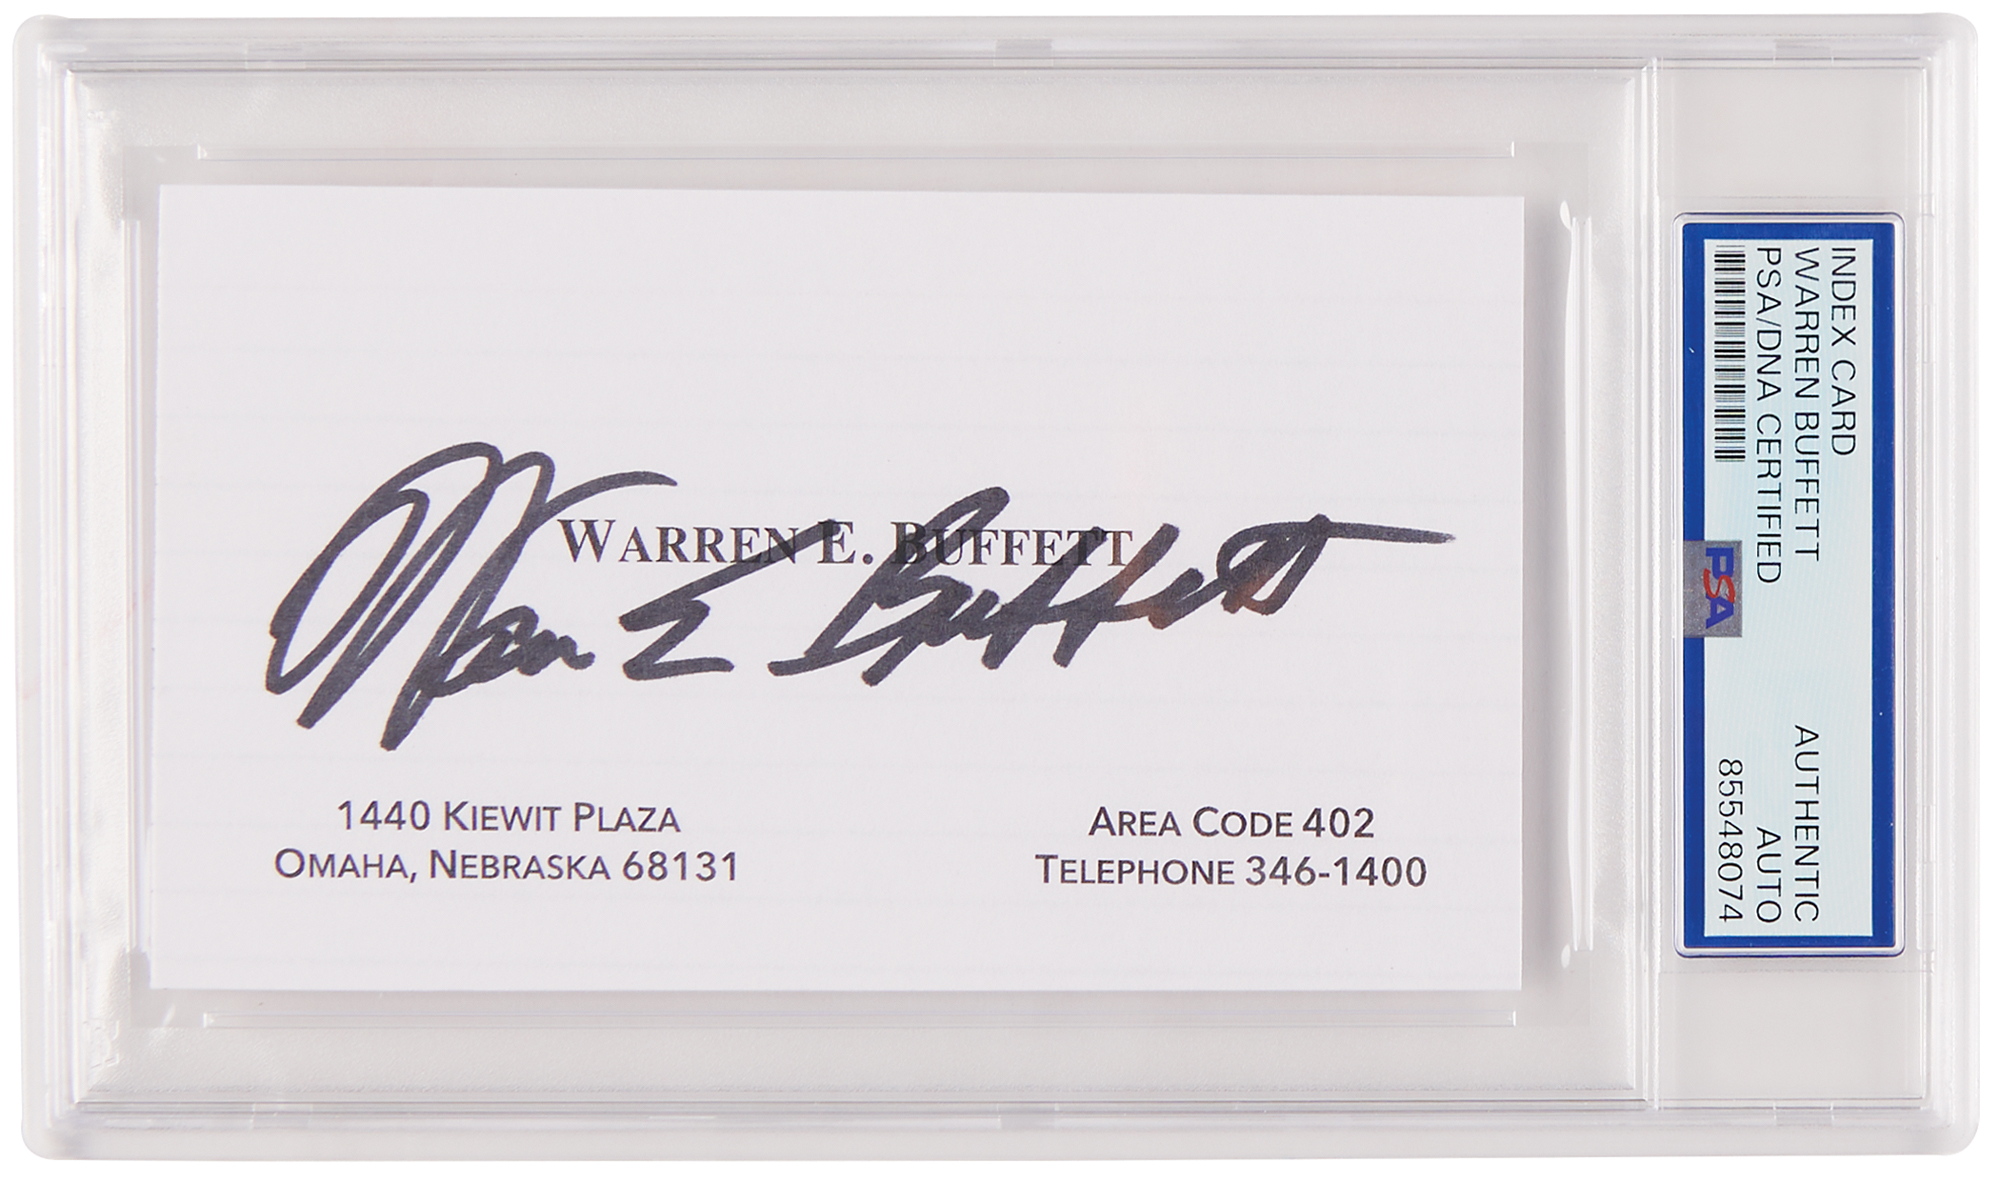 WARREN E. BUFFETT
Warren E Buffett
1440 KIEWIT PLAZA
OMAHA, NEBRASKA 68131
AREA CODE 402
TELEPHONE 346-1400
INDEX CARD
WARREN BUFFETT
PSA/DNA CERTIFIED
AUTHENTIC
AUTO
85548074
PSA